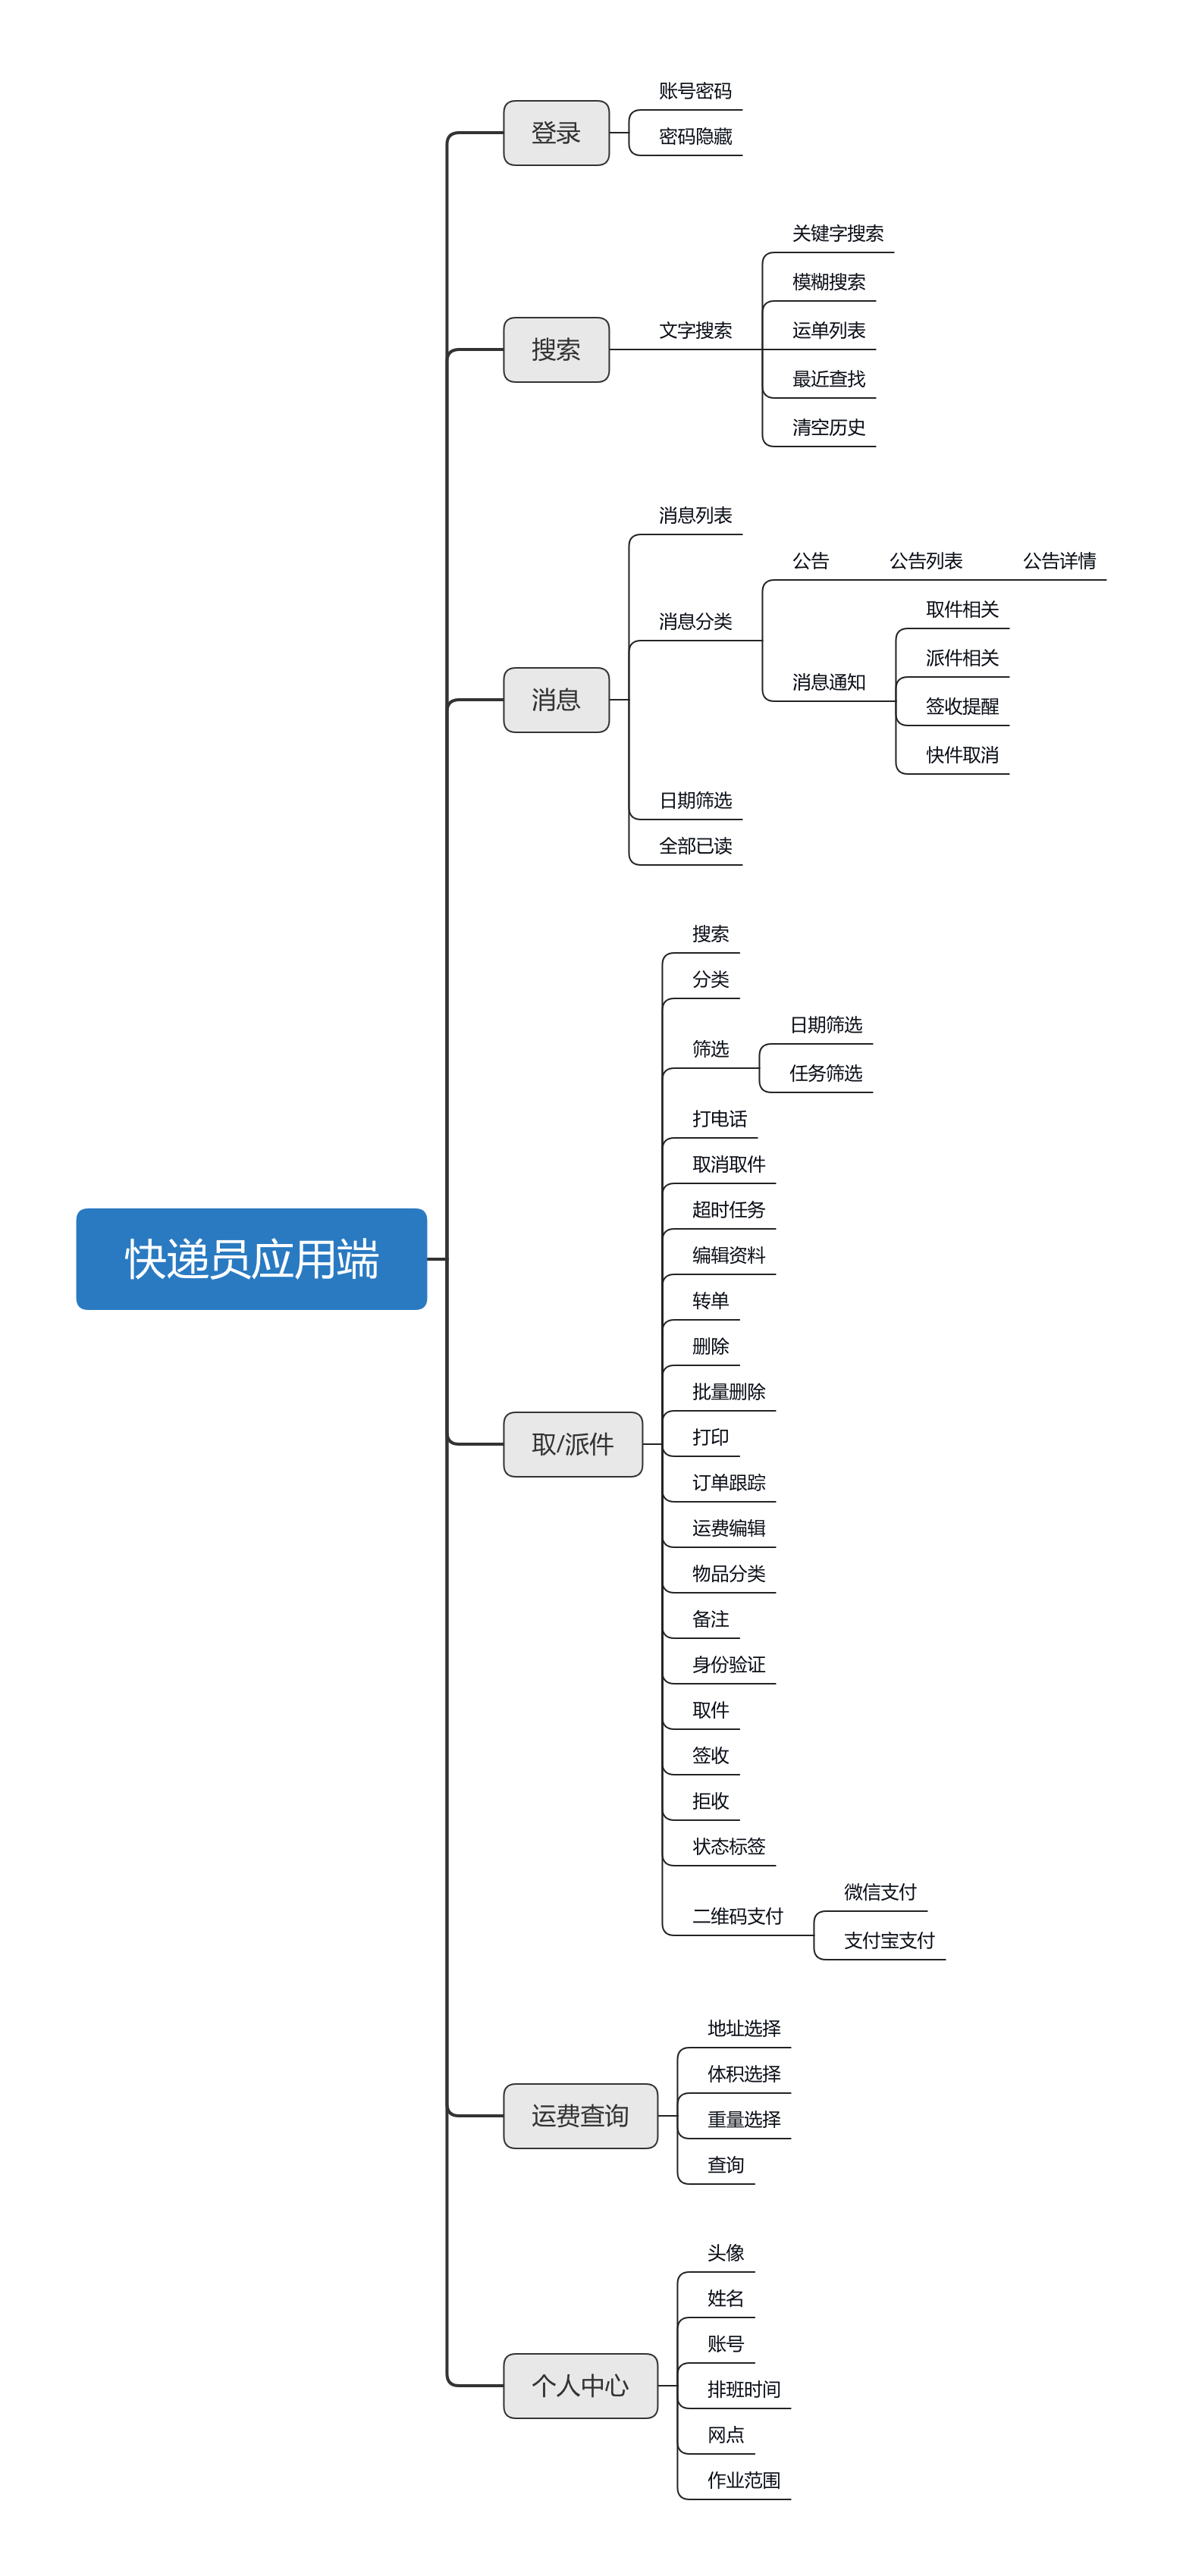 快递员应用端
登录
账号密码
密码隐藏
搜索
文字搜索
关键字搜索
模糊搜索
运单列表
最近查找
清空历史
消息
消息列表
消息分类
公告
公告列表
公告详情
消息通知
取件相关
派件相关
签收提醒
快件取消
日期筛选
全部已读
取/派件
搜索
分类
筛选
日期筛选
任务筛选
打电话
取消取件
超时任务
编辑资料
转单
删除
批量删除
打印
订单跟踪
运费编辑
物品分类
备注
身份验证
取件
签收
拒收
状态标签
二维码支付
微信支付
支付宝支付
运费查询
地址选择
体积选择
重量选择
查询
个人中心
头像
姓名
账号
排班时间
网点
作业范围